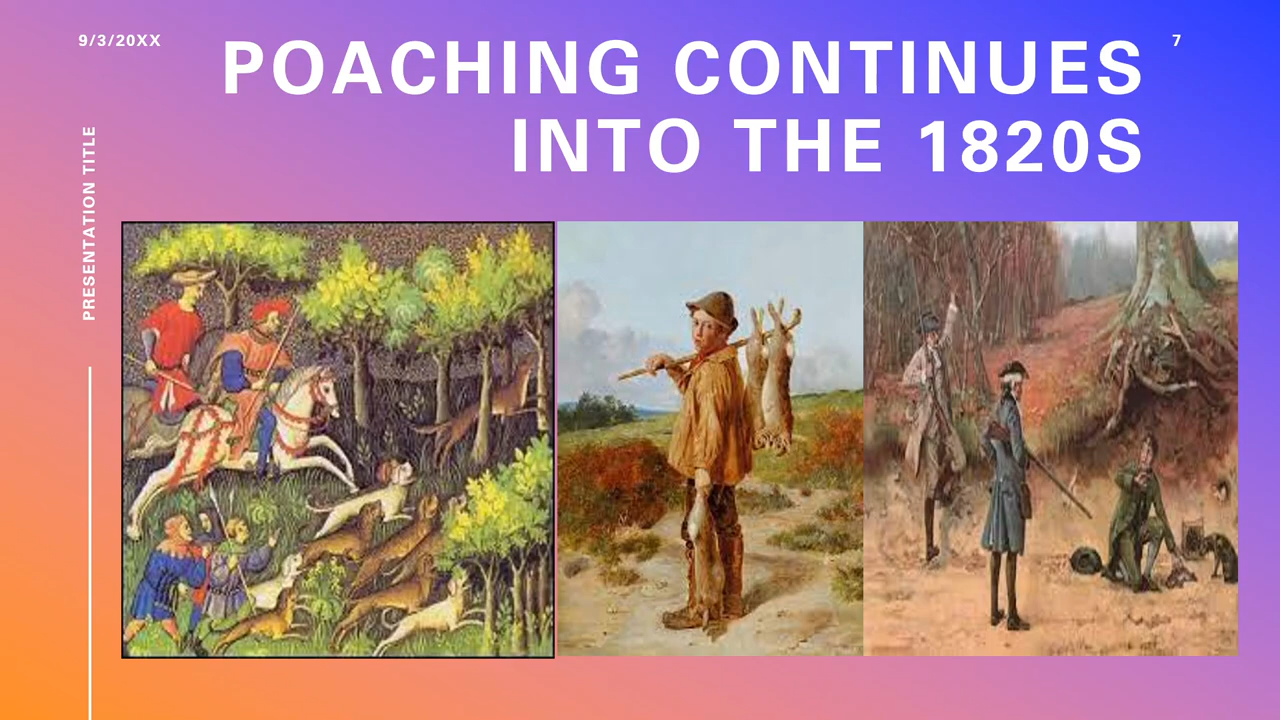 9/3/20XX
POACHING CONTINUES
INTO THE 1820S
7
PRESENTATION TITLE